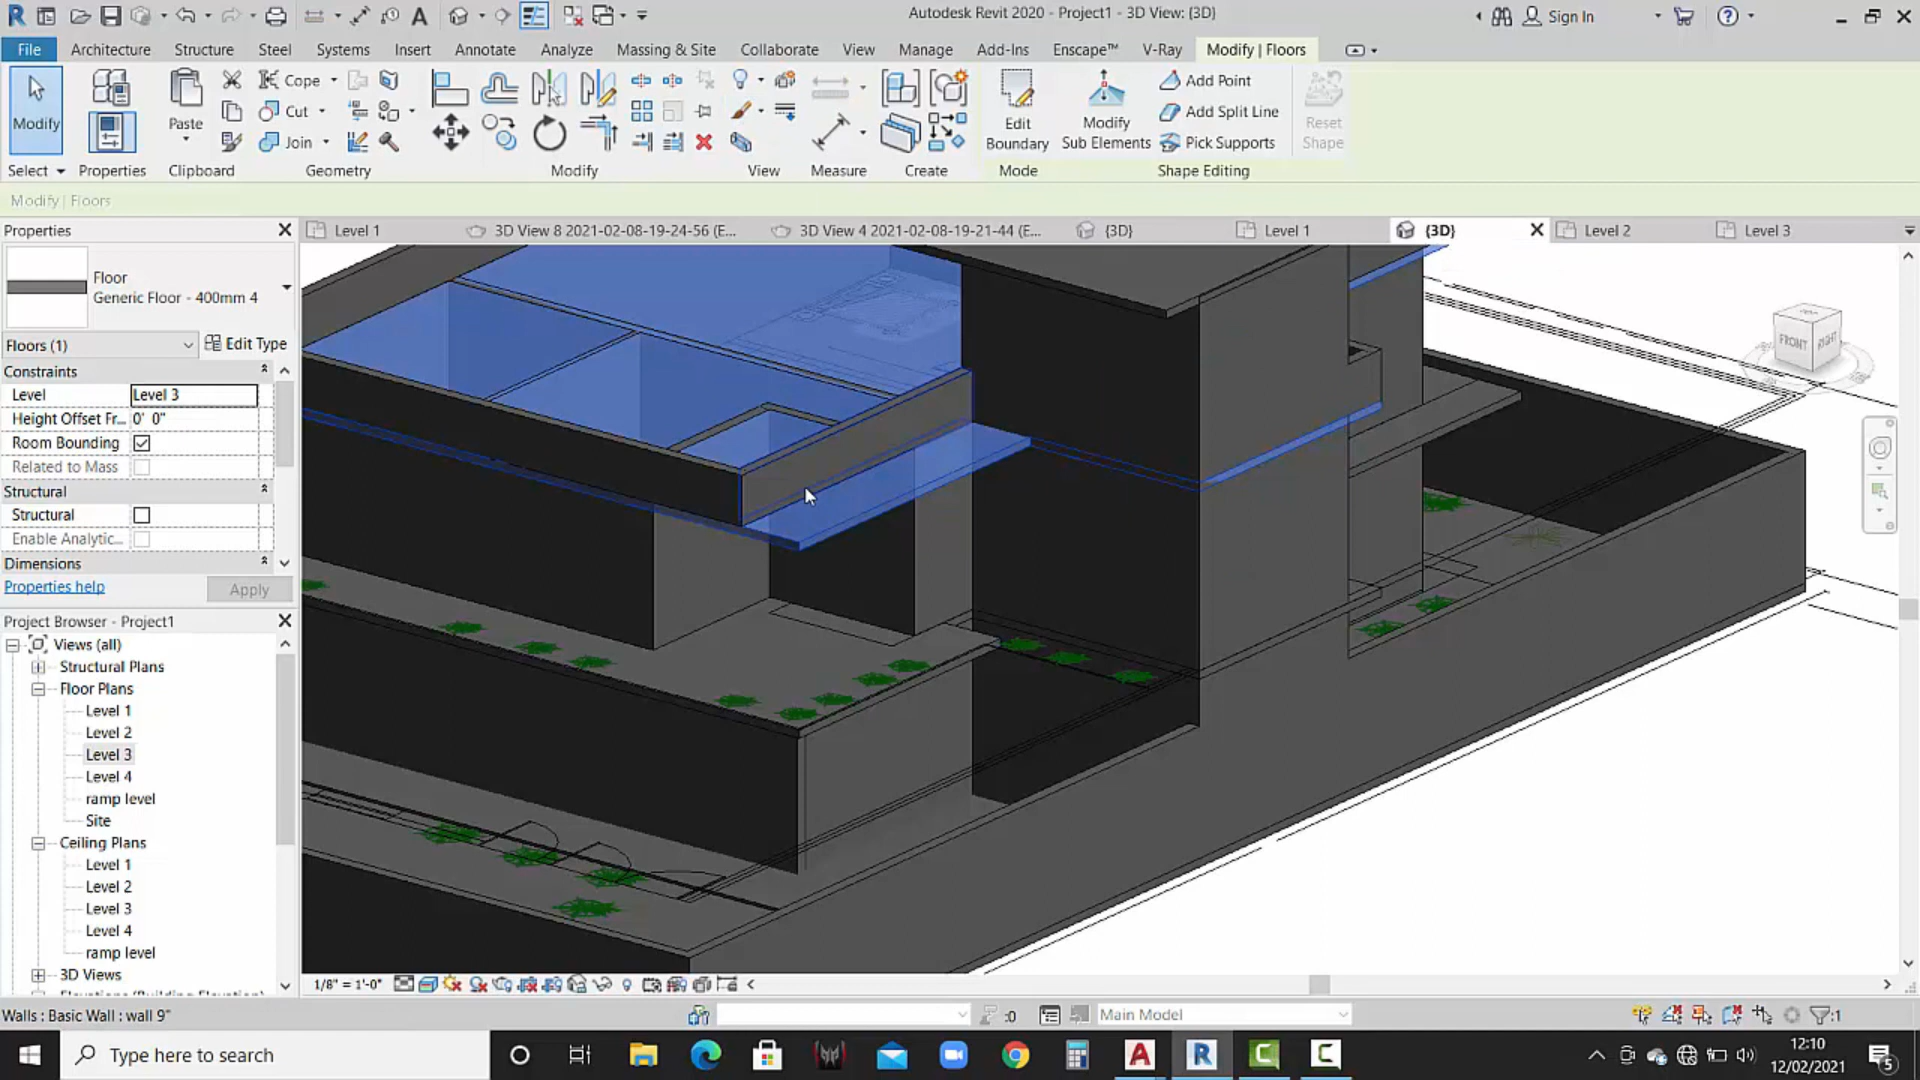 Autodesk Revit 2020 - Project1 - 3D View: {3D}
Sign In
File Architecture Structure Steel Systems Insert Annotate Analyze Massing & Site Collaborate View Manage Add-Ins Enscape™ V-Ray Modify | Floors
Modify
Paste
Cope
Cut
Join
Edit
Boundary
Modify
Sub Elements
Add Point
Add Split Line
Pick Supports
Reset
Shape
Select Properties Clipboard Geometry Modify View Measure Create Mode Shape Editing
Modify | Floors
Properties
Level 1
3D View 8 2021-02-08-19-24-56 (E...
3D View 4 2021-02-08-19-21-44 (E...
{3D}
Level 1
{3D}
Level 2
Level 3
Floor
Generic Floor - 400mm 4
Floors (1)
Edit Type
Constraints
Level Level 3
Height Offset Fr... 0' 0"
Room Bounding
Related to Mass
Structural
Structural
Enable Analytic...
Dimensions
Properties help
Apply
Project Browser - Project1
Views (all)
Structural Plans
Floor Plans
Level 1
Level 2
Level 3
Level 4
ramp level
Site
Ceiling Plans
Level 1
Level 2
Level 3
Level 4
ramp level
3D Views
Elevations (Building Elevation)
TOP
FRONT
RIGHT
1/8" = 1'-0"
Walls : Basic Wall : wall 9"
:0
Main Model
:1
Type here to search
12:10
12/02/2021
5